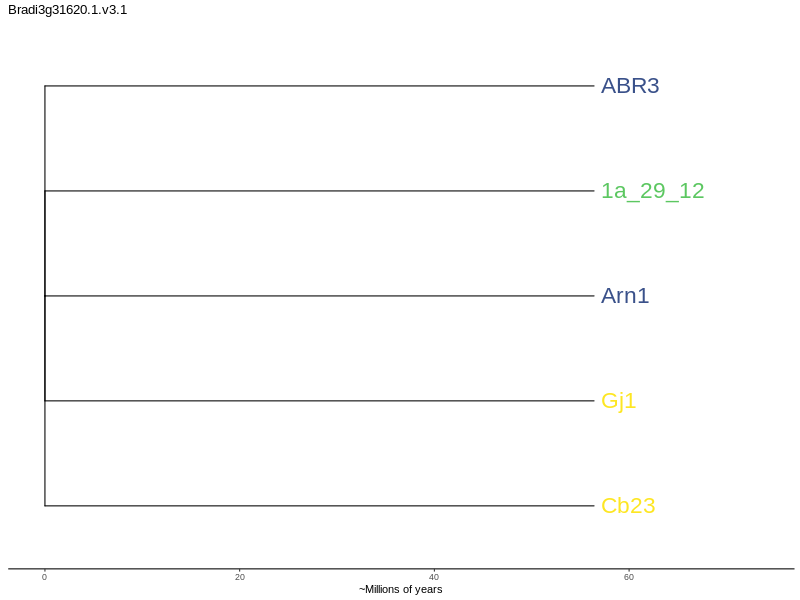 Bradi3g31620.1.v3.1
ABR3
1a_29_12
Arn1
Gj1
Cb23
0 20 40 60
~Millions of years